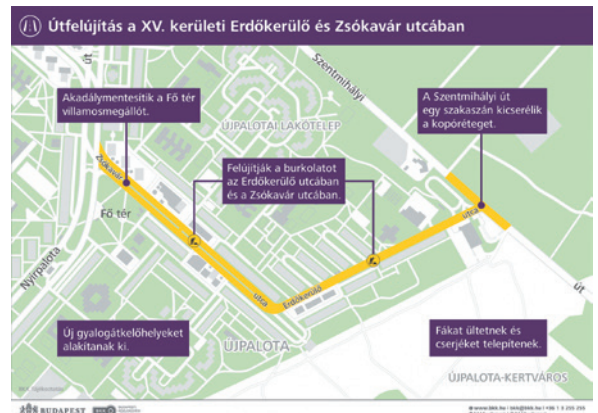 Útfelújítás a XV. kerületi Erdőkerülő és Zsókavár utcában
út
Szentmihályi
Akadálymentesítik a Fő tér
villamosmegállót.
A Szentmihályi út
egy szakaszán kicserélik
a kopóréteget.
ÚJPALOTAI LAKÓTELEP
Zsókavár
Felújítják a burkolatot
az Erdőkerülő utcában
és a Zsókavár utcában.
Fő tér
utca
Nyírpalota
utca
Erdőkerülő
út
Új gyalogátkelőhelyeket
alakítanak ki.
ÚJPALOTA
Fákat ültetnek és
cserjéket telepítenek.
ÚJPALOTA-KERTVÁROS
BUDAPEST